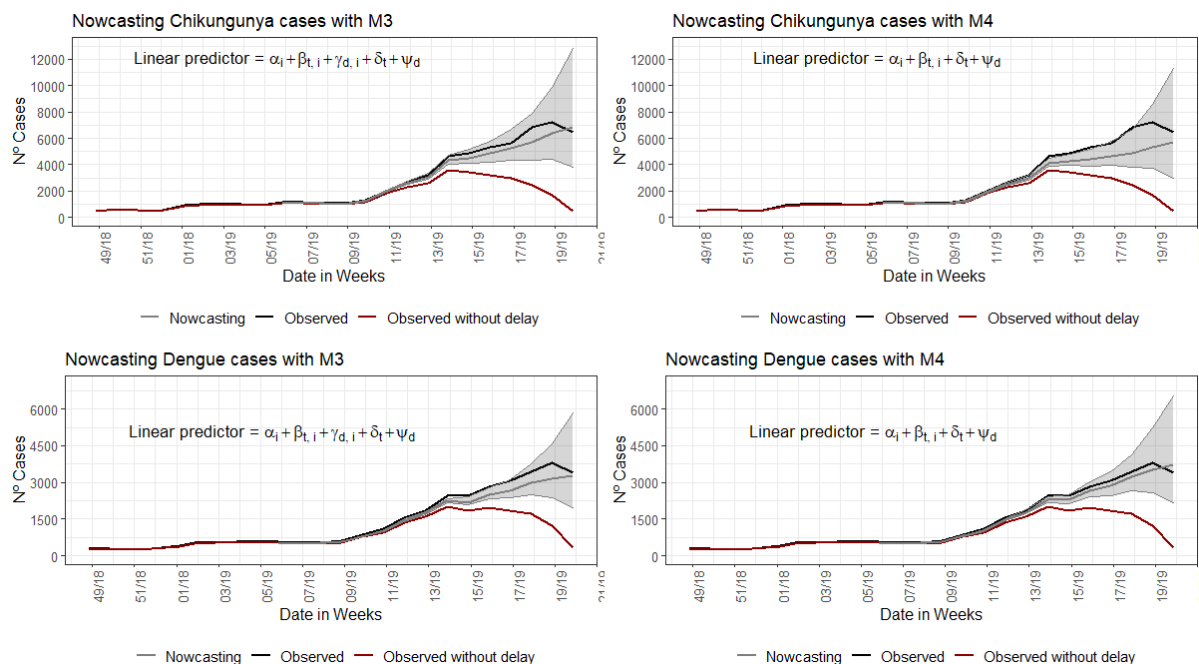 Nowcasting Chikungunya cases with M3
Linear predictor = αi + βt, i + γd, i + δt + ψd
12000
10000
8000
6000
4000
2000
0
Nº Cases
49/18 51/18 01/19 03/19 05/19 07/19 09/19 11/19 13/19 15/19 17/19 19/19 21/19
Date in Weeks
Nowcasting Observed Observed without delay
Nowcasting Chikungunya cases with M4
Linear predictor = αi + βt, i + δt + ψd
12000
10000
8000
6000
4000
2000
0
Nº Cases
49/18 51/18 01/19 03/19 05/19 07/19 09/19 11/19 13/19 15/19 17/19 19/19
Date in Weeks
Nowcasting Observed Observed without delay
Nowcasting Dengue cases with M3
Linear predictor = αi + βt, i + γd, i + δt + ψd
6000
4500
3000
1500
0
Nº Cases
49/18 51/18 01/19 03/19 05/19 07/19 09/19 11/19 13/19 15/19 17/19 19/19 21/19
Date in Weeks
Nowcasting Observed Observed without delay
Nowcasting Dengue cases with M4
Linear predictor = αi + βt, i + δt + ψd
6000
4500
3000
1500
0
Nº Cases
49/18 51/18 01/19 03/19 05/19 07/19 09/19 11/19 13/19 15/19 17/19 19/19
Date in Weeks
Nowcasting Observed Observed without delay